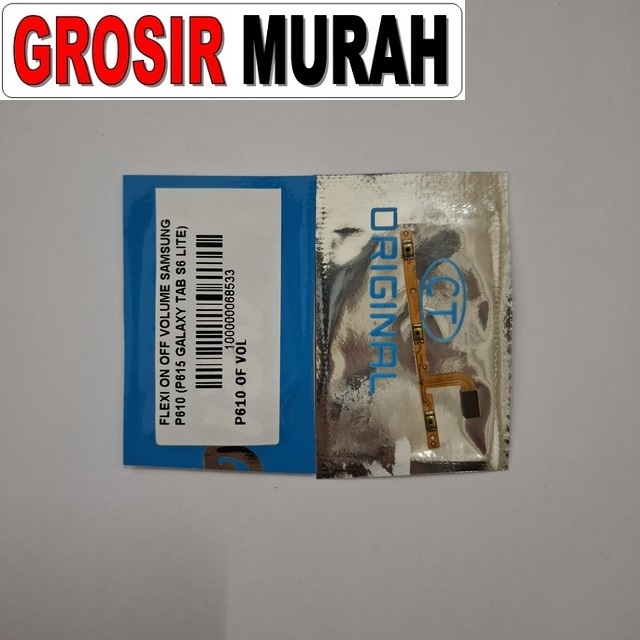 GROSIR MURAH
FLEXI ON OFF VOLUME SAMSUNG
P610 (P615 GALAXY TAB S6 LITE)
100000068533
P610 OF VOL
CT
ORIGINAL